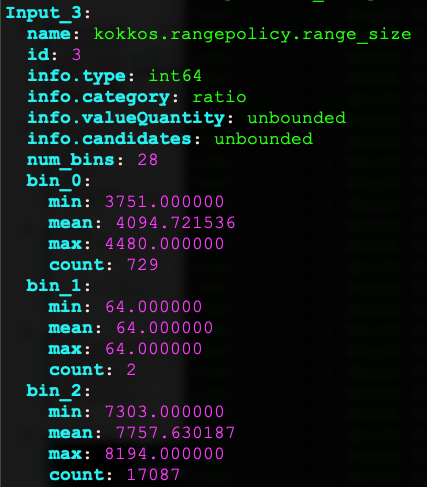 Input_3:
name: kokkos.rangepolicy.range_size
id: 3
info.type: int64
info.category: ratio
info.valueQuantity: unbounded
info.candidates: unbounded
num_bins: 28
bin_0:
min: 3751.000000
mean: 4094.721536
max: 4480.000000
count: 729
bin_1:
min: 64.000000
mean: 64.000000
max: 64.000000
count: 2
bin_2:
min: 7303.000000
mean: 7757.630187
max: 8194.000000
count: 17087